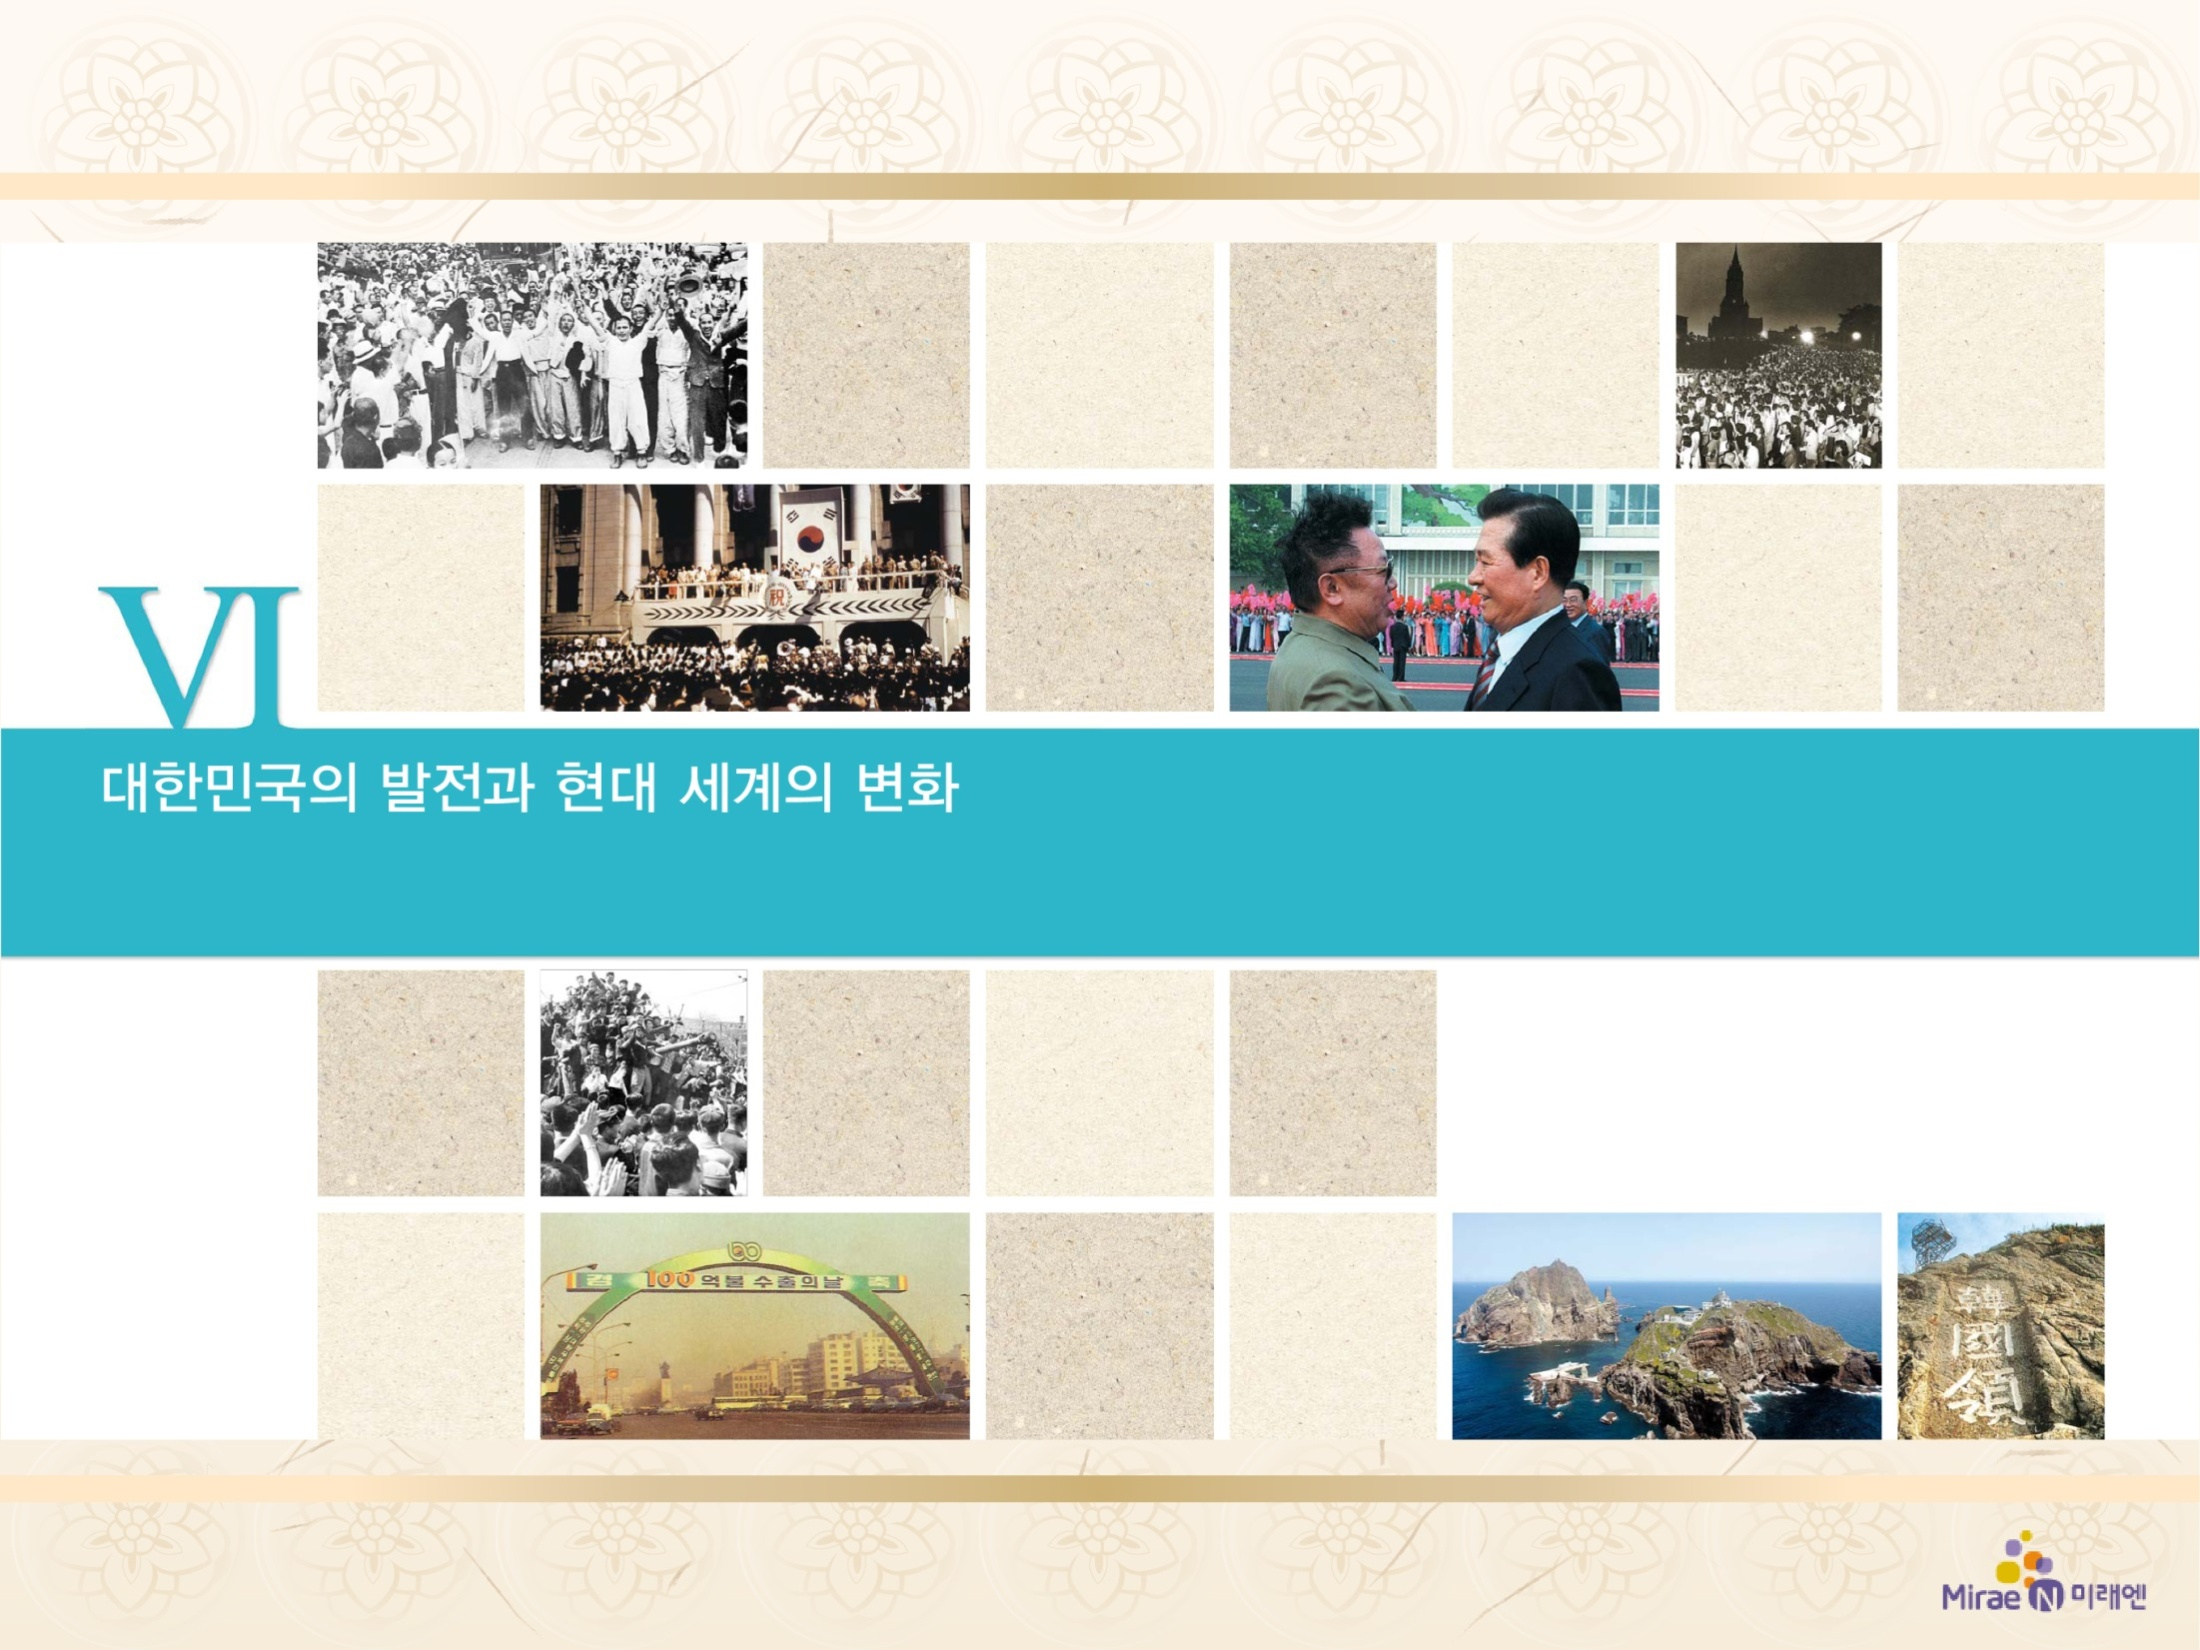 祝
VI
대한민국의 발전과 현대 세계의 변화
100억불 수출의날
韓
國
領
Mirae N 미래엔